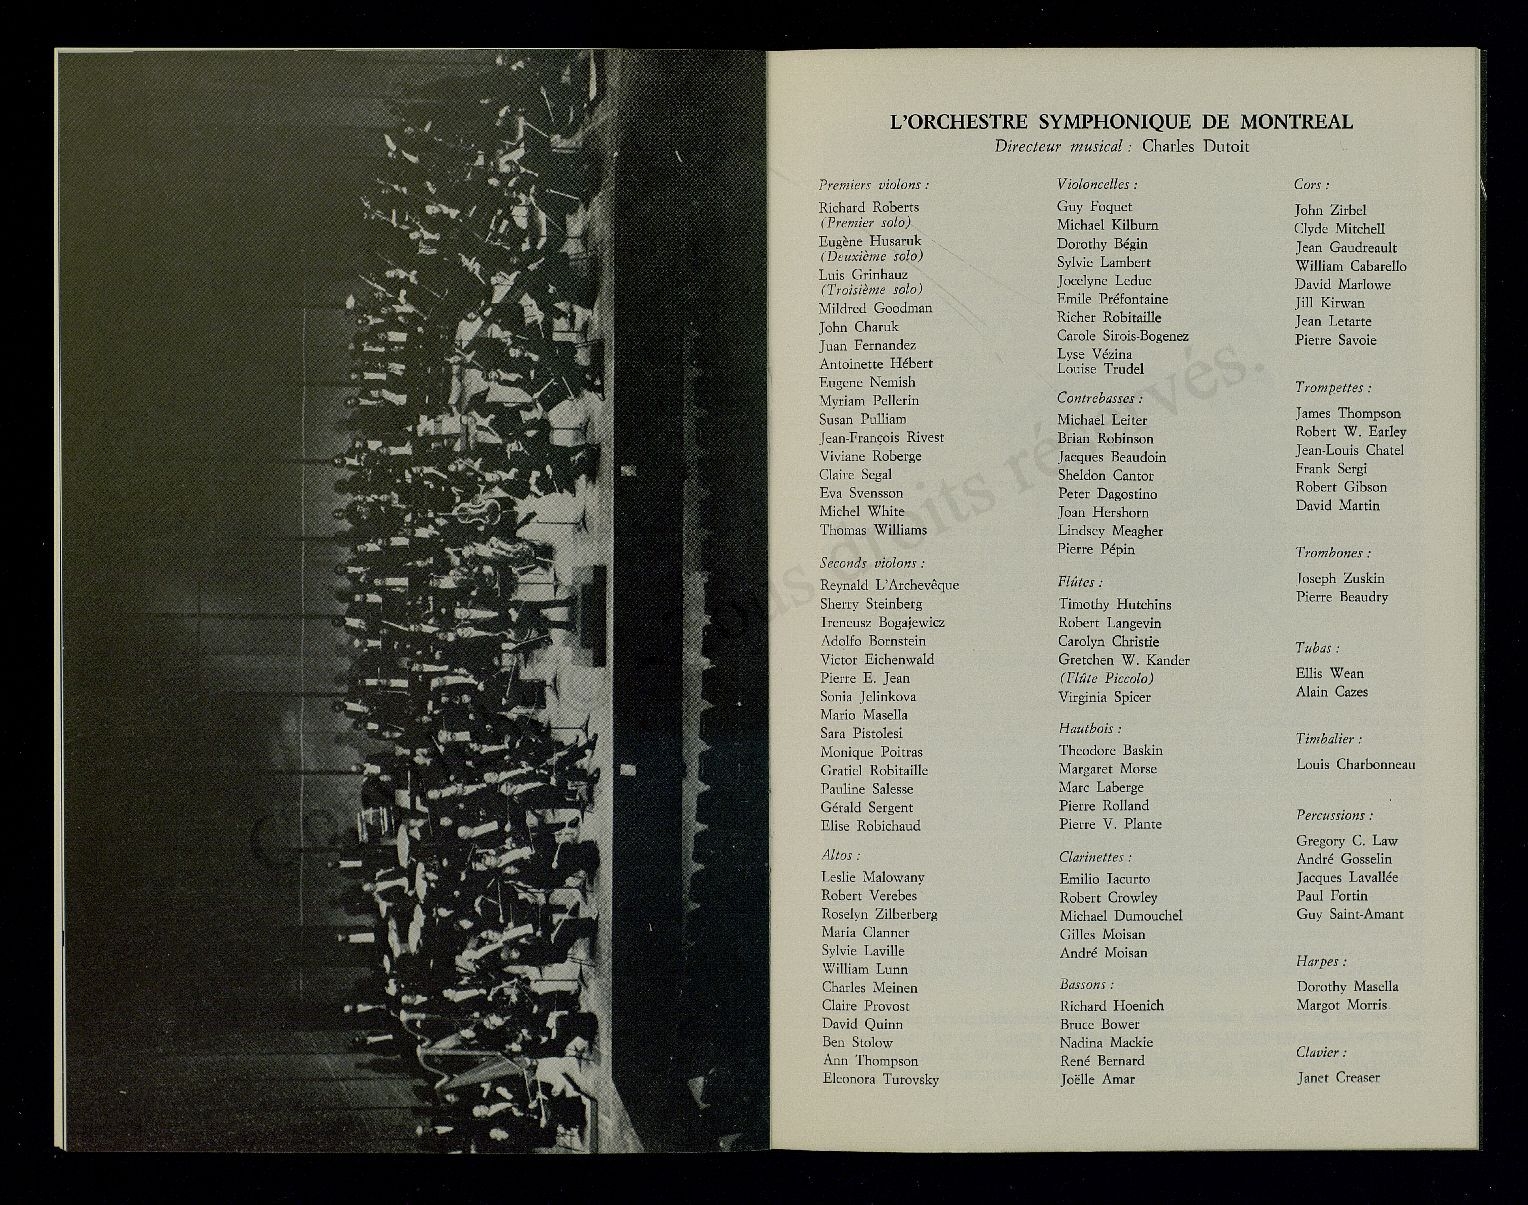 L'ORCHESTRE SYMPHONIQUE DE MONTREAL
Directeur musical : Charles Dutoit
Premiers violons :
Richard Roberts
(Premier solo)
Eugène Husaruk
(Deuxième solo)
Luis Grinhauz
(Troisième solo)
Mildred Goodman
John Charuk
Juan Fernandez
Antoinette Hébert
Eugene Nemish
Myriam Pellerin
Susan Pulliam
Jean-François Rivest
Viviane Roberge
Claire Segal
Eva Svensson
Michel White
Thomas Williams
Seconds violons :
Reynald L'Archevêque
Sherry Steinberg
Ireneusz Bogajewicz
Adolfo Bornstein
Victor Eichenwald
Pierre E. Jean
Sonia Jelinkova
Mario Masella
Sara Pistolesi
Monique Poitras
Gratiel Robitaille
Pauline Salesse
Gérald Sergent
Elise Robichaud
Altos :
Leslie Malowany
Robert Verebes
Roselyn Zilberberg
Maria Clanner
Sylvie Laville
William Lunn
Charles Meinen
Claire Provost
David Quinn
Ben Stolow
Ann Thompson
Eleonora Turovsky
Violoncelles :
Guy Fouquet
Michael Kilburn
Dorothy Bégin
Sylvie Lambert
Jocelyne Leduc
Emile Préfontaine
Richer Robitaille
Carole Sirois-Bogenez
Lyse Vézina
Louise Trudel
Contrebasses :
Michael Leiter
Brian Robinson
Jacques Beaudoin
Sheldon Cantor
Peter Dagostino
Joan Hershorn
Lindsey Meagher
Pierre Pépin
Flûtes :
Timothy Hutchins
Robert Langevin
Carolyn Christie
Gretchen W. Kander
(Flûte Piccolo)
Virginia Spicer
Hautbois :
Theodore Baskin
Margaret Morse
Marc Laberge
Pierre Rolland
Pierre V. Plante
Clarinettes :
Emilio Iacurto
Robert Crowley
Michael Dumouchel
Gilles Moisan
André Moisan
Bassons :
Richard Hoenich
Bruce Bower
Nadina Mackie
René Bernard
Joëlle Amar
Cors :
John Zirbel
Clyde Mitchell
Jean Gaudreault
William Cabarello
David Marlowe
Jill Kirwan
Jean Letarte
Pierre Savoie
Trompettes :
James Thompson
Robert W. Earley
Jean-Louis Chatel
Frank Sergi
Robert Gibson
David Martin
Trombones :
Joseph Zuskin
Pierre Beaudry
Tubas :
Ellis Wean
Alain Cazes
Timbalier :
Louis Charbonneau
Percussions :
Gregory C. Law
André Gosselin
Jacques Lavallée
Paul Fortin
Guy Saint-Amant
Harpes :
Dorothy Masella
Margot Morris
Clavier :
Janet Creaser
droits réservés.